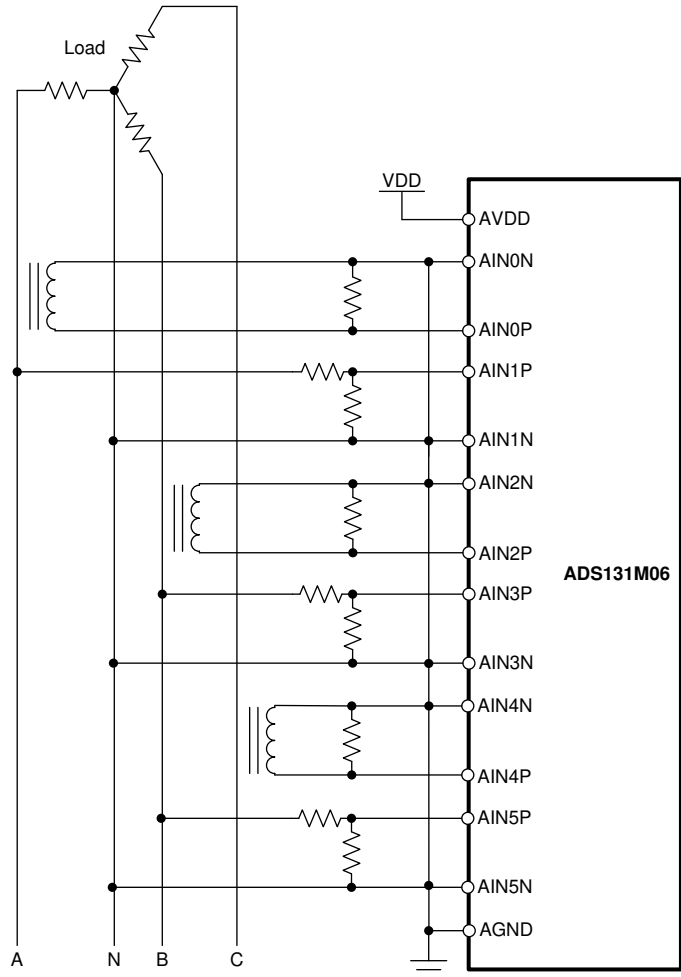 Load
VDD
AVDD
AIN0N
AIN0P
AIN1P
AIN1N
AIN2N
AIN2P
ADS131M06
AIN3P
AIN3N
AIN4N
AIN4P
AIN5P
AIN5N
AGND
A N B C